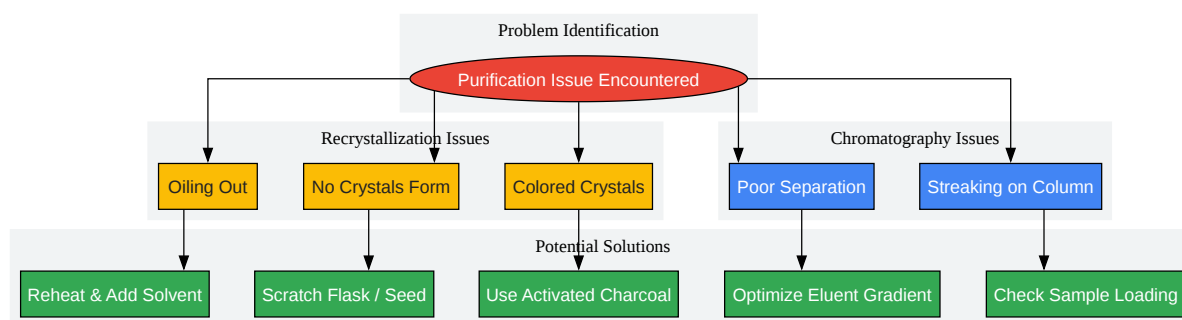 Problem Identification
Purification Issue Encountered
Recrystallization Issues
Chromatography Issues
Oiling Out
No Crystals Form
Colored Crystals
Poor Separation
Streaking on Column
Potential Solutions
Reheat & Add Solvent
Scratch Flask / Seed
Use Activated Charcoal
Optimize Eluent Gradient
Check Sample Loading